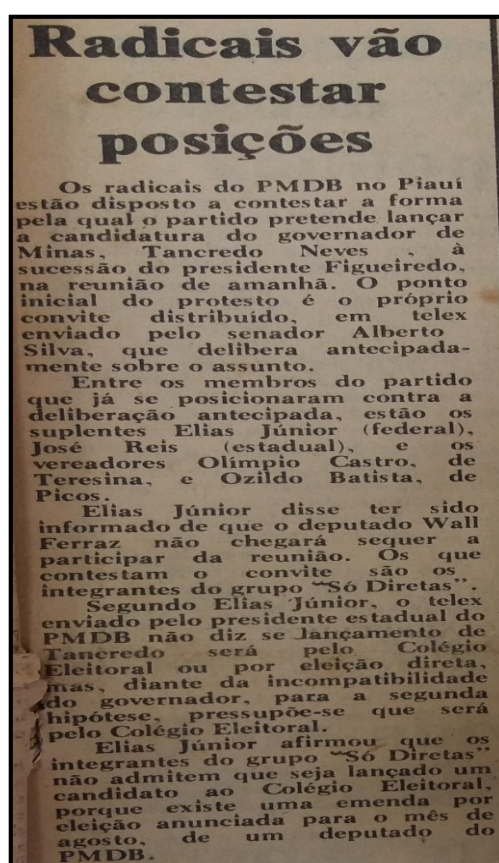 Radicais vão
contestar
posições
Os radicais do PMDB no Piauí
estão disposto a contestar a forma
pela qual o partido pretende lançar
a candidatura do governador de
Minas, Tancredo Neves , à
sucessão do presidente Figueiredo,
na reunião de amanhã. O ponto
inicial do protesto é o próprio
convite distribuído, em telex
enviado pelo senador Alberto
Silva, que delibera antecipada-
mente sobre o assunto.
Entre os membros do partido
que já se posicionaram contra a
deliberação antecipada, estão os
suplentes Elias Júnior (federal),
José Reis (estadual), e os
vereadores Olímpio Castro, de
Teresina, e Ozildo Batista, de
Picos.
Elias Júnior disse ter sido
informado de que o deputado Wall
Ferraz não chegará sequer a
participar da reunião. Os que
contestam o convite são os
integrantes do grupo "Só Diretas".
Segundo Elias Júnior, o telex
enviado pelo presidente estadual do
PMDB não diz se lançamento de
Tancredo será pelo Colégio
Eleitoral ou por eleição direta,
mas, diante da incompatibilidade
do governador, para a segunda
hipótese, pressupõe-se que será
pelo Colégio Eleitoral.
Elias Júnior afirmou que os
integrantes do grupo "Só Diretas"
não admitem que seja lançado um
candidato ao Colégio Eleitoral,
porque existe uma emenda por
eleição anunciada para o mês de
agosto, de um deputado do
PMDB.